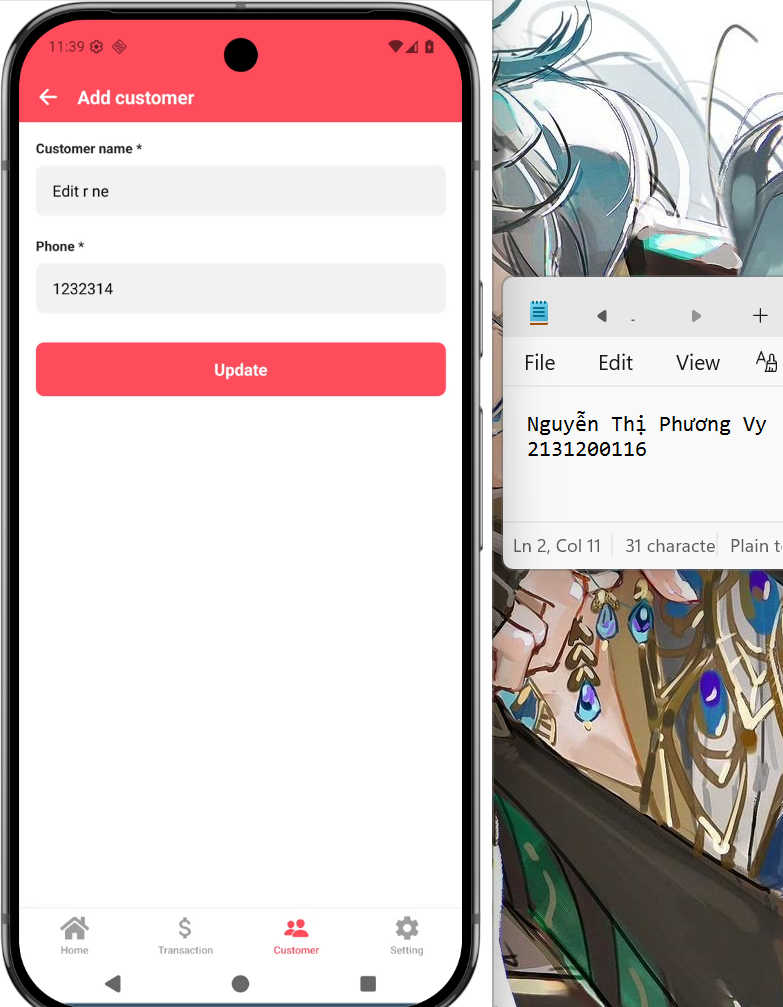 11:39
Add customer
Customer name *
Edit r ne
Phone *
1232314
Update
Home
Transaction
Customer
Setting
-
File
Edit
View
Nguyễn Thị Phương Vy
2131200116
Ln 2, Col 11
31 characte
Plain t